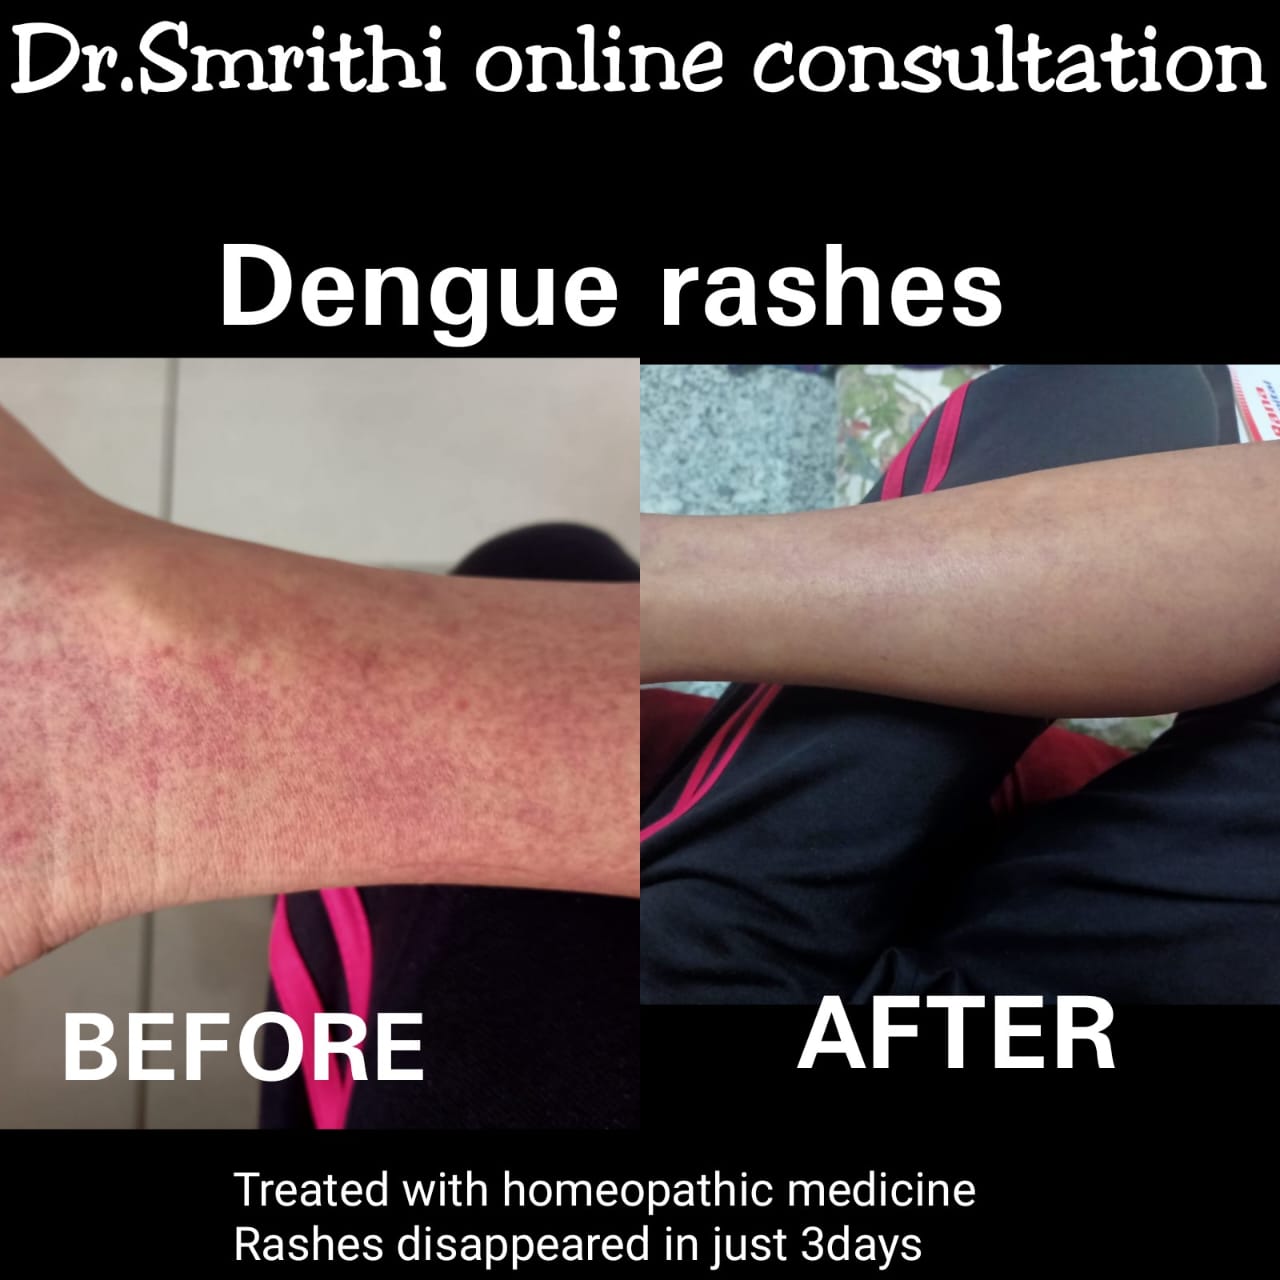 Dr.Smrithi online consultation
Dengue rashes
BEFORE
AFTER
Treated with homeopathic medicine
Rashes disappeared in just 3days